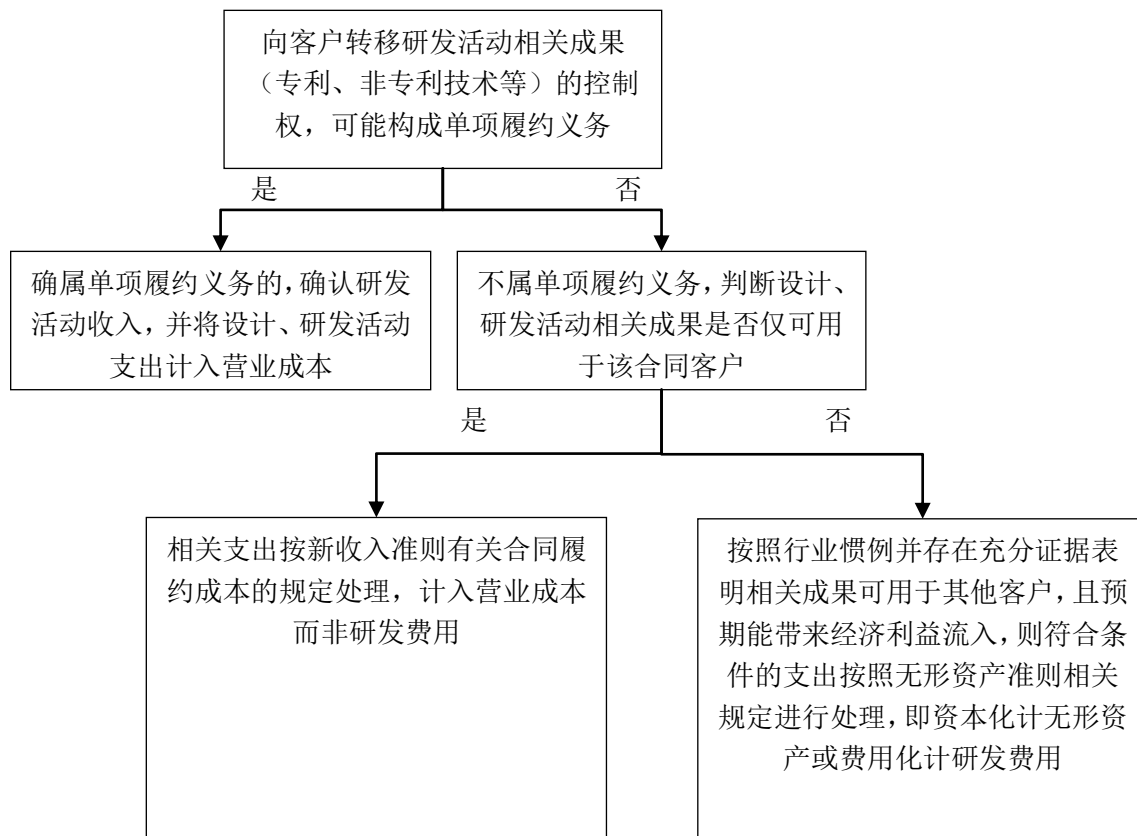 向客户转移研发活动相关成果
（专利、非专利技术等）的控制
权，可能构成单项履约义务
是
否
确属单项履约义务的，确认研发
活动收入，并将设计、研发活动
支出计入营业成本
不属单项履约义务，判断设计、
研发活动相关成果是否仅可用
于该合同客户
是
否
相关支出按新收入准则有关合同履
约成本的规定处理，计入营业成本
而非研发费用
按照行业惯例并存在充分证据表
明相关成果可用于其他客户，且预
期能带来经济利益流入，则符合条
件的支出按照无形资产准则相关
规定进行处理，即资本化计无形资
产或费用化计研发费用